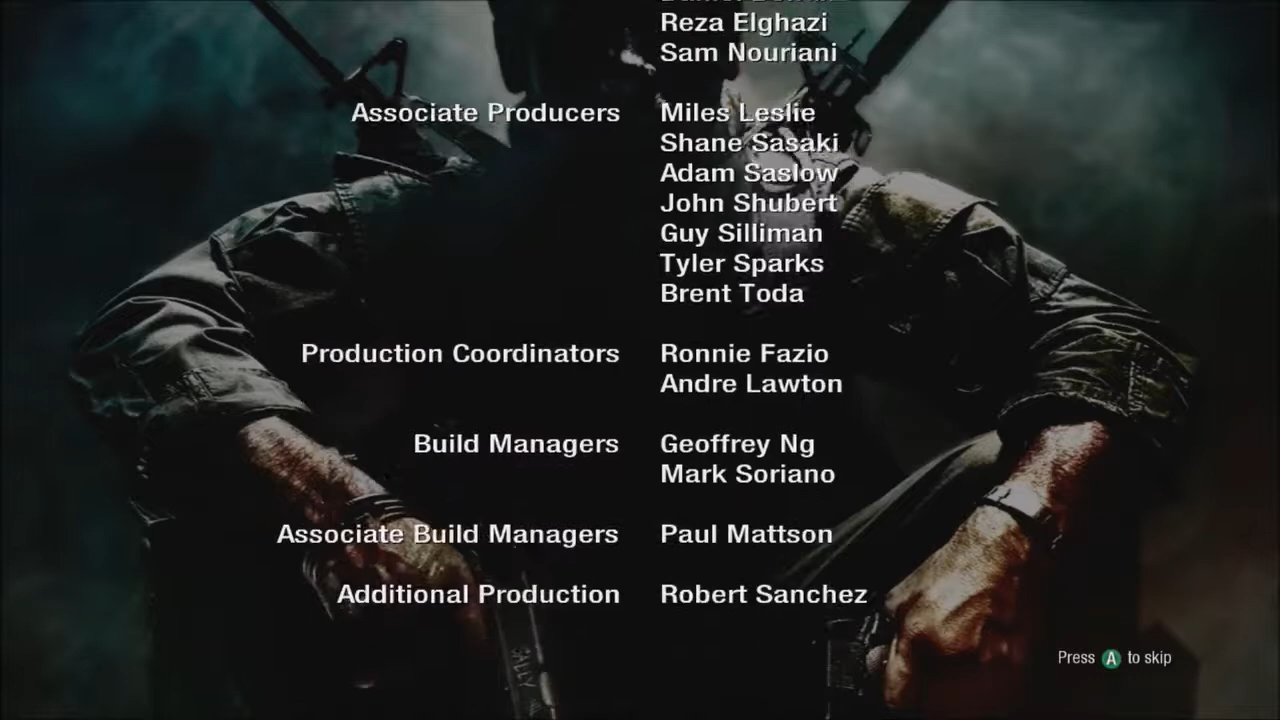 Reza Elghazi
Sam Nouriani
Associate Producers Miles Leslie
Shane Sasaki
Adam Saslow
John Shubert
Guy Silliman
Tyler Sparks
Brent Toda
Production Coordinators Ronnie Fazio
Andre Lawton
Build Managers Geoffrey Ng
Mark Soriano
Associate Build Managers Paul Mattson
Additional Production Robert Sanchez
SALLY
Press A to skip